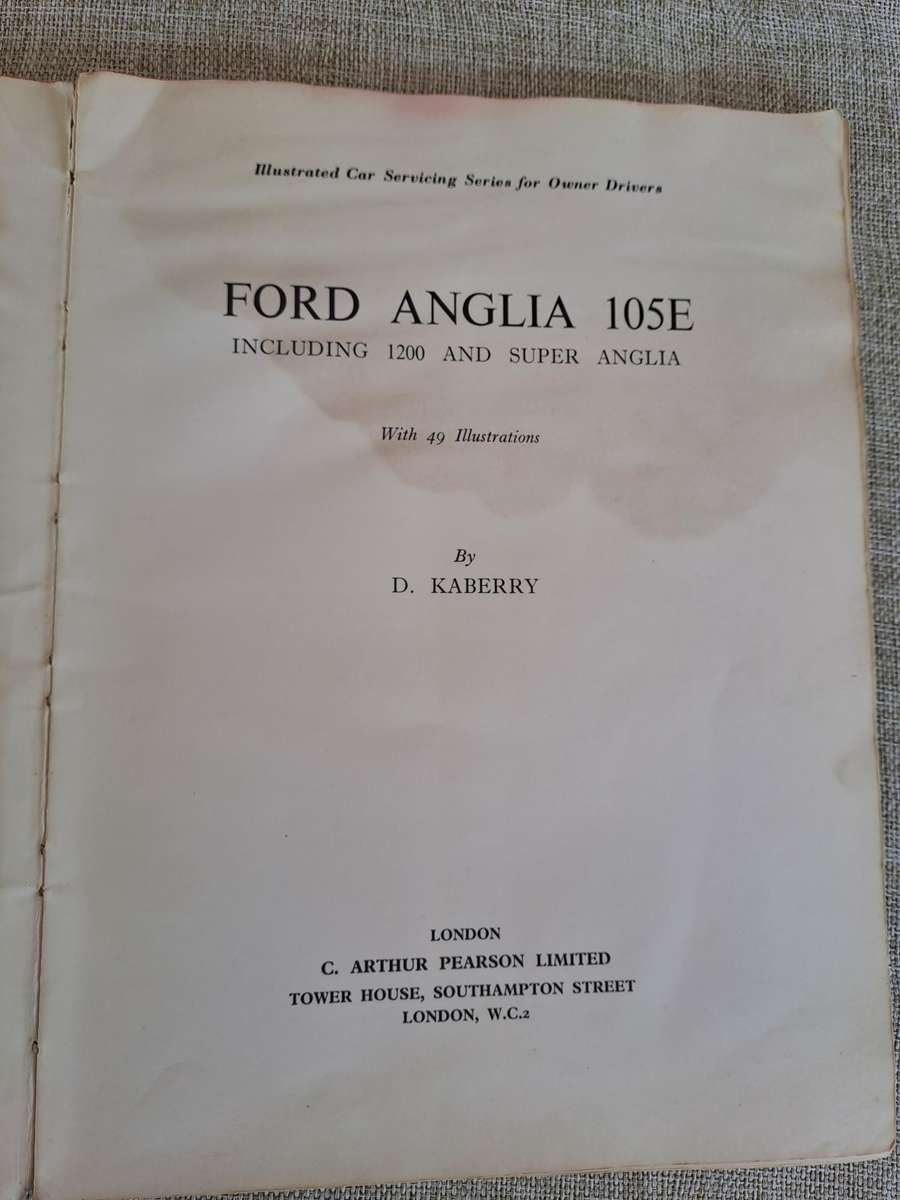 Illustrated Car Servicing Series for Owner Drivers
FORD ANGLIA 105E
INCLUDING 1200 AND SUPER ANGLIA
With 49 Illustrations
By
D. KABERRY
LONDON
C. ARTHUR PEARSON LIMITED
TOWER HOUSE, SOUTHAMPTON STREET
LONDON, W.C.2